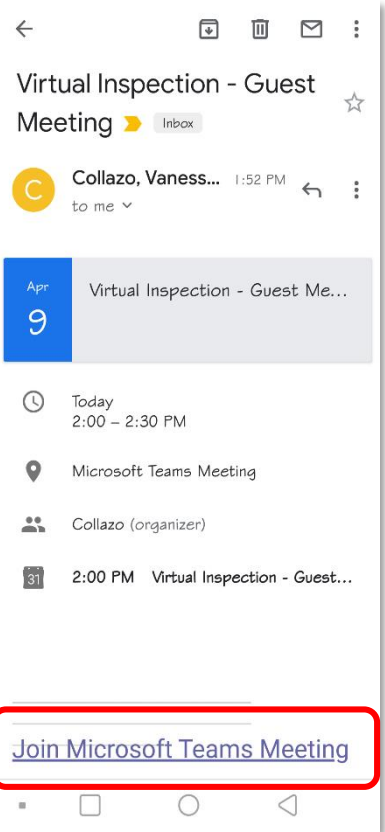 Virtual Inspection - Guest
Meeting Inbox
C
Collazo, Vaness... 1:52 PM
to me
Apr
9
Virtual Inspection - Guest Me...
Today
2:00 – 2:30 PM
Microsoft Teams Meeting
Collazo (organizer)
31
2:00 PM Virtual Inspection - Guest...
Join Microsoft Teams Meeting